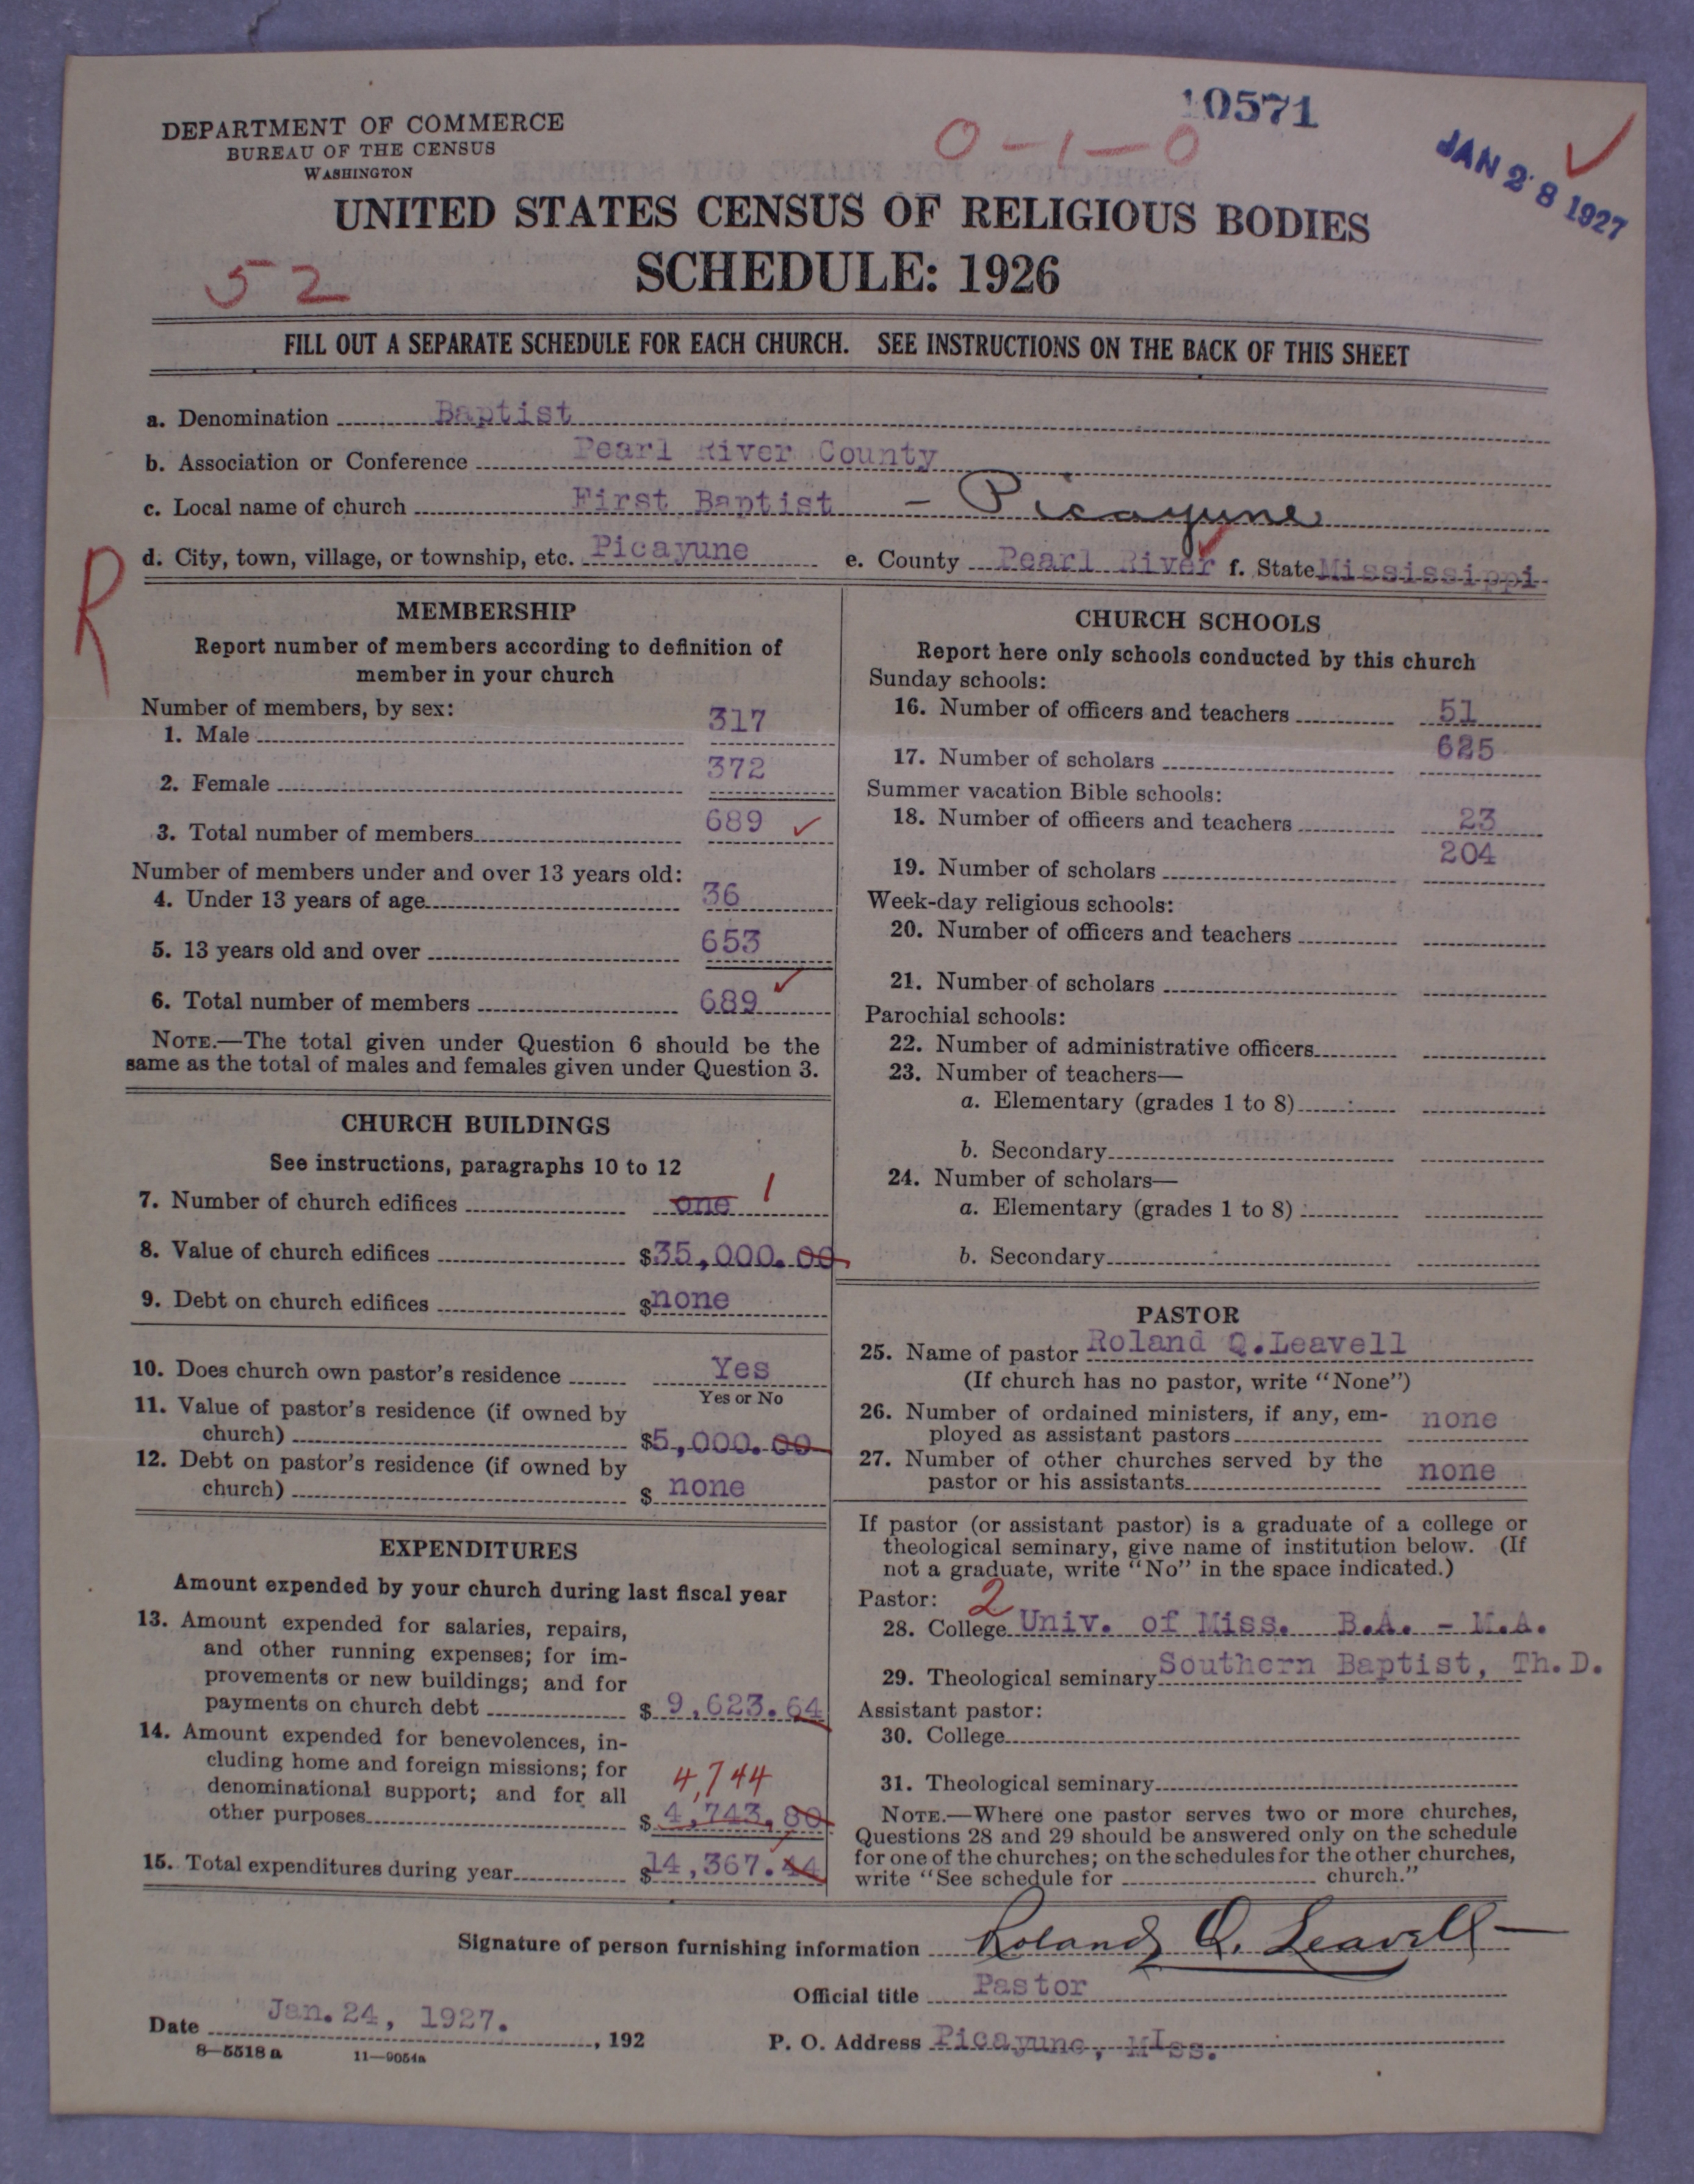 10571
0-1-0
JAN 28 1927
DEPARTMENT OF COMMERCE
BUREAU OF THE CENSUS
WASHINGTON
UNITED STATES CENSUS OF RELIGIOUS BODIES
SCHEDULE: 1926
52
FILL OUT A SEPARATE SCHEDULE FOR EACH CHURCH. SEE INSTRUCTIONS ON THE BACK OF THIS SHEET
a. Denomination Baptist
b. Association or Conference Pearl River County
c. Local name of church First Baptist - Picayune
d. City, town, village, or township, etc. Picayune e. County Pearl River f. State Mississippi
R
MEMBERSHIP
Report number of members according to definition of
member in your church
Number of members, by sex:
1. Male 317
2. Female 372
3. Total number of members 689
Number of members under and over 13 years old:
4. Under 13 years of age 36
5. 13 years old and over 653
6. Total number of members 689
NOTE.—The total given under Question 6 should be the
same as the total of males and females given under Question 3.
CHURCH BUILDINGS
See instructions, paragraphs 10 to 12
7. Number of church edifices one 1
8. Value of church edifices $35,000.00
9. Debt on church edifices $none
10. Does church own pastor's residence Yes
Yes or No
11. Value of pastor's residence (if owned by
church) $5,000.00
12. Debt on pastor's residence (if owned by
church) $ none
EXPENDITURES
Amount expended by your church during last fiscal year
13. Amount expended for salaries, repairs,
and other running expenses; for im-
provements or new buildings; and for
payments on church debt $ 9,623.64
14. Amount expended for benevolences, in-
cluding home and foreign missions; for
denominational support; and for all 4,744
other purposes $ 4,743.80
15. Total expenditures during year $14,367.44
CHURCH SCHOOLS
Report here only schools conducted by this church
Sunday schools:
16. Number of officers and teachers 51
17. Number of scholars 625
Summer vacation Bible schools:
18. Number of officers and teachers 23
19. Number of scholars 204
Week-day religious schools:
20. Number of officers and teachers
21. Number of scholars
Parochial schools:
22. Number of administrative officers
23. Number of teachers—
a. Elementary (grades 1 to 8)
b. Secondary
24. Number of scholars—
a. Elementary (grades 1 to 8)
b. Secondary
PASTOR
25. Name of pastor Roland Q.Leavell
(If church has no pastor, write "None")
26. Number of ordained ministers, if any, em-
ployed as assistant pastors none
27. Number of other churches served by the
pastor or his assistants none
If pastor (or assistant pastor) is a graduate of a college or
theological seminary, give name of institution below. (If
not a graduate, write "No" in the space indicated.)
Pastor: 2
28. College Univ. of Miss. B.A. - M.A.
29. Theological seminary Southern Baptist, Th.D.
Assistant pastor:
30. College
31. Theological seminary
NOTE.—Where one pastor serves two or more churches,
Questions 28 and 29 should be answered only on the schedule
for one of the churches; on the schedules for the other churches,
write "See schedule for church."
Signature of person furnishing information Roland Q. Leavell
Official title Pastor
Date Jan.24, 1927. , 192
P. O. Address Picayune, MIss.
8—5518 a 11—9054a